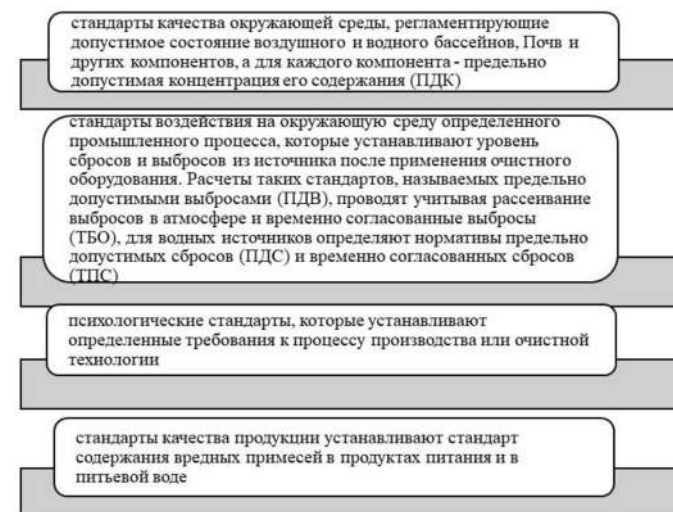 стандарты качества окружающей среды, регламентирующие
допустимое состояние воздушного и водного бассейнов, Почв и
других компонентов, а для каждого компонента - предельно
допустимая концентрация его содержания (ПДК)
стандарты воздействия на окружающую среду определенного
промышленного процесса, которые устанавливают уровень
сбросов и выбросов из источника после применения очистного
оборудования. Расчеты таких стандартов, называемых предельно
допустимыми выбросами (ПДВ), проводят учитывая рассеивание
выбросов в атмосфере и временно согласованные выбросы
(ТБО), для водных источников определяют нормативы предельно
допустимых сбросов (ПДС) и временно согласованных сбросов
(ТПС)
психологические стандарты, которые устанавливают
определенные требования к процессу производства или очистной
технологии
стандарты качества продукции устанавливают стандарт
содержания вредных примесей в продуктах питания и в
питьевой воде